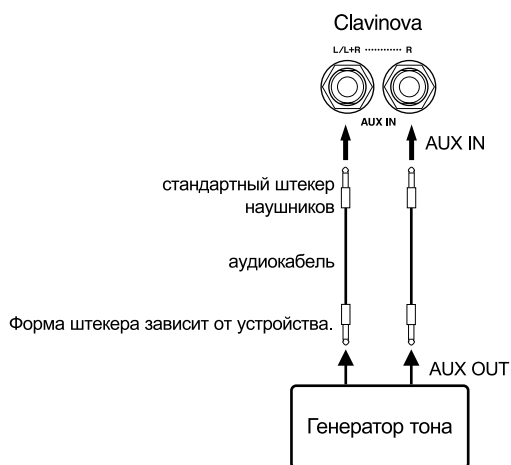 Clavinova
L/L+R ············ R
AUX IN
AUX IN
стандартный штекер
наушников
аудиокабель
Форма штекера зависит от устройства.
AUX OUT
Генератор тона